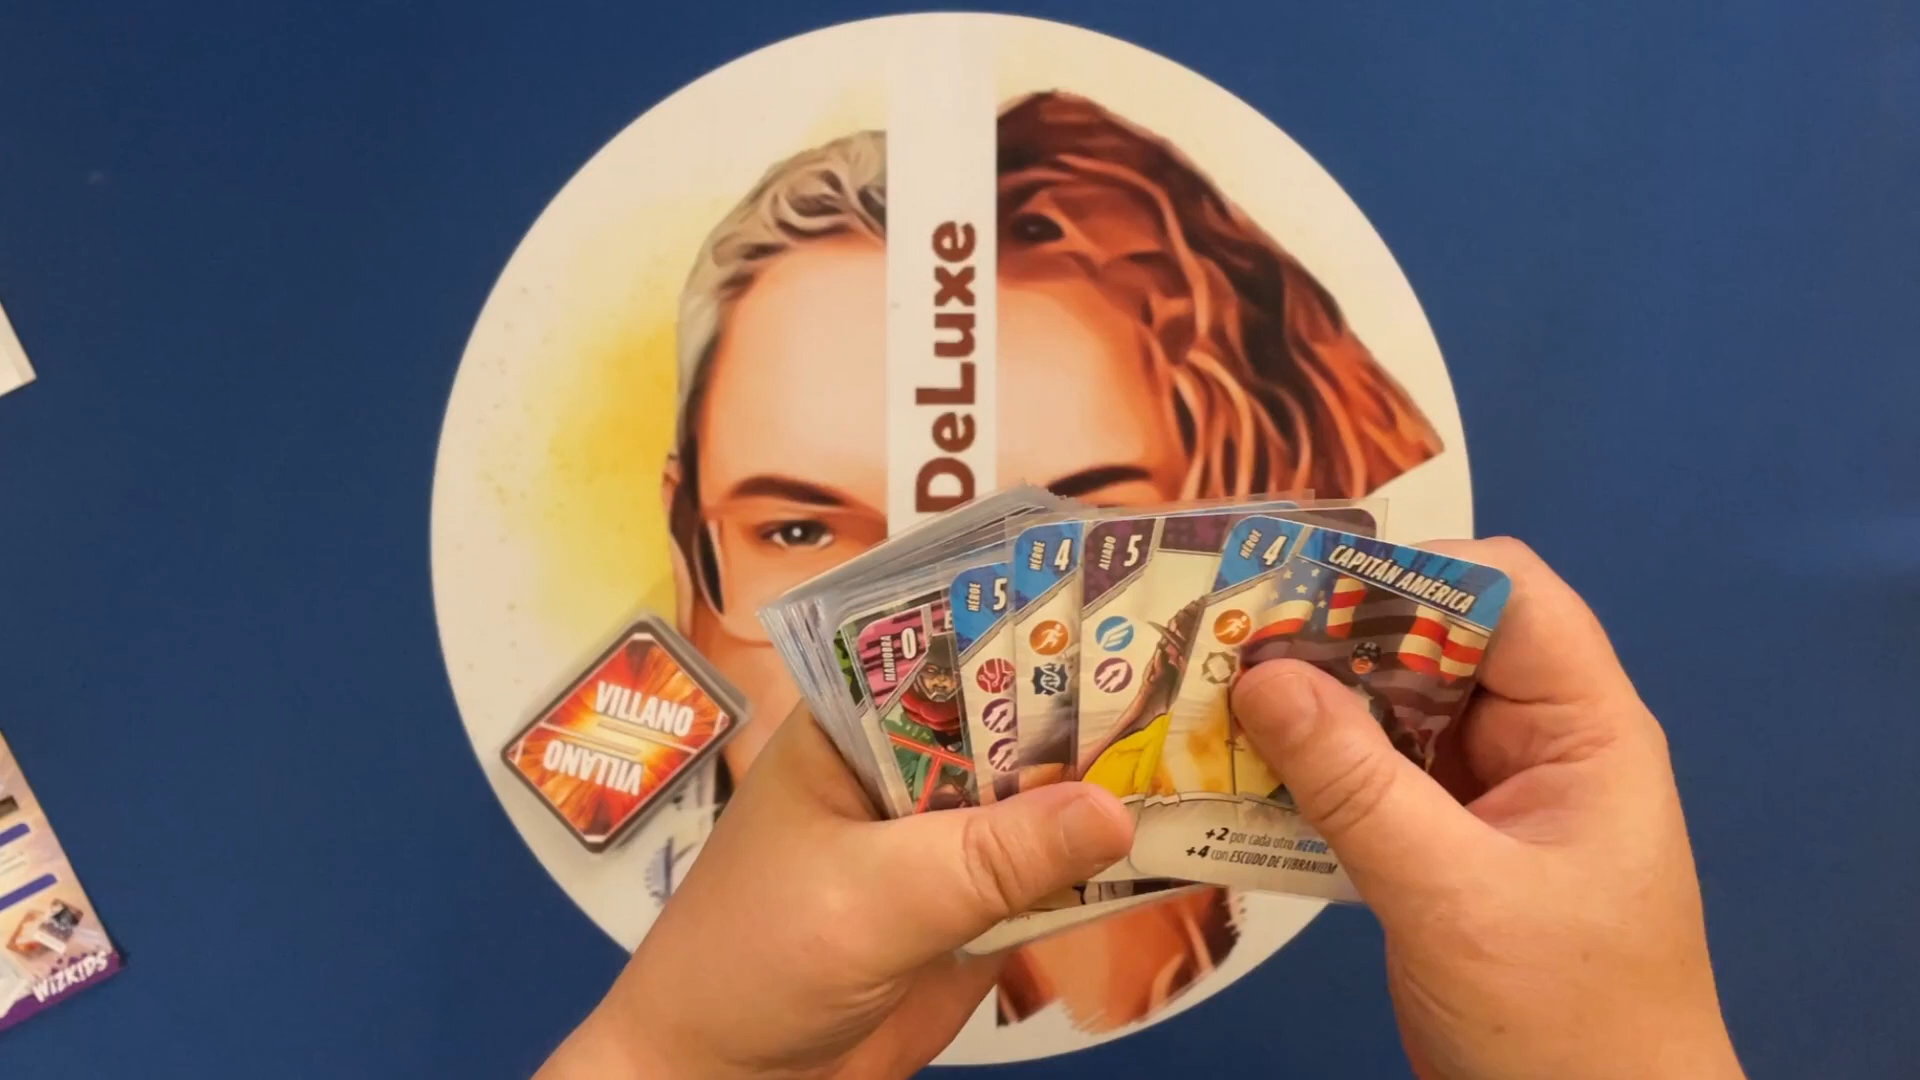 DeLuxe
VILLANO
VILLANO
MANIOBRA
0
HÉROE
5
HÉROE
4
ALIADO
5
HÉROE
4
CAPITÁN AMÉRICA
+2 por cada otro HÉROE
+4 con ESCUDO DE VIBRANIUM
WIZKIDS